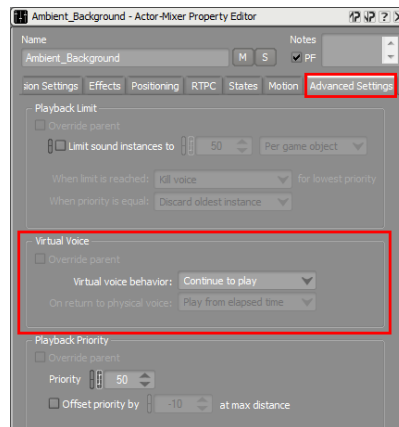 Ambient_Background - Actor-Mixer Property Editor
Name
Notes
Ambient_Background
M
S
PF
sion Settings Effects Positioning RTPC States Motion Advanced Settings
Playback Limit
Override parent
Limit sound instances to 50 Per game object
When limit is reached: Kill voice for lowest priority
When priority is equal: Discard oldest instance
Virtual Voice
Override parent
Virtual voice behavior: Continue to play
On return to physical voice: Play from elapsed time
Playback Priority
Override parent
Priority 50
Offset priority by -10 at max distance